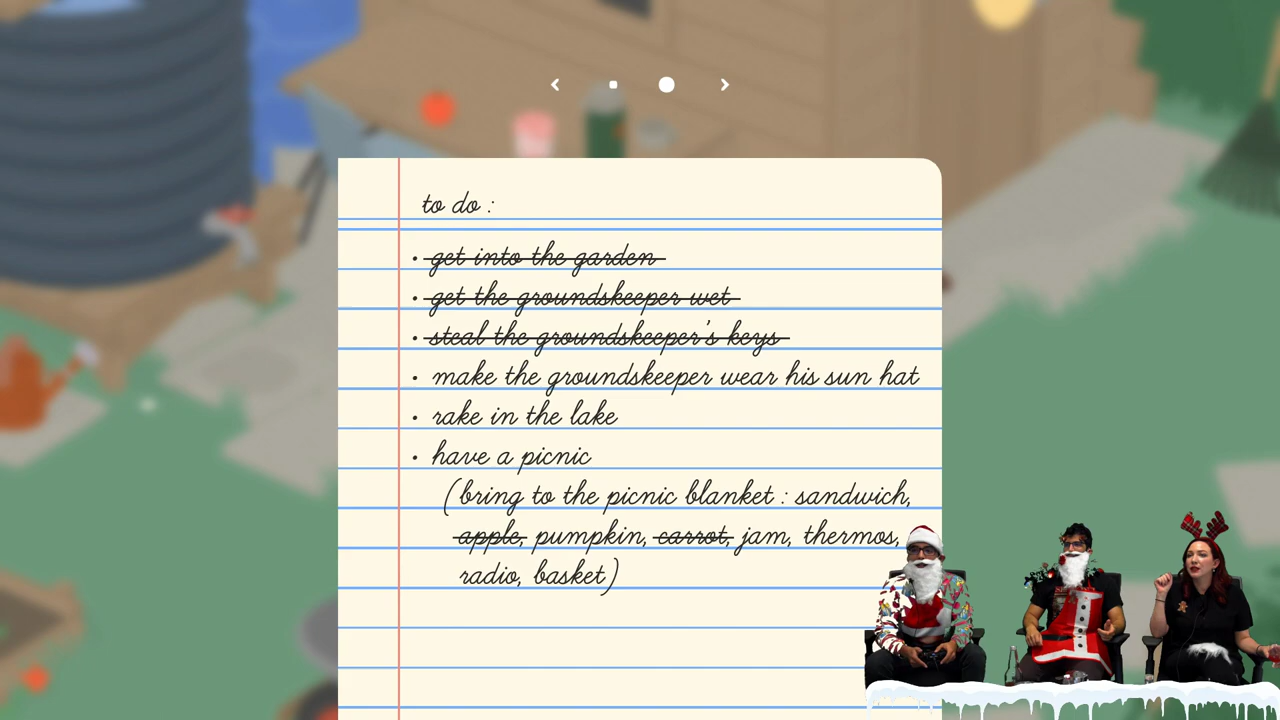 to do :
• get into the garden
• get the groundskeeper wet
• steal the groundskeeper's keys
• make the groundskeeper wear his sun hat
• rake in the lake
• have a picnic
(bring to the picnic blanket : sandwich,
apple, pumpkin, carrot, jam, thermos,
radio, basket)